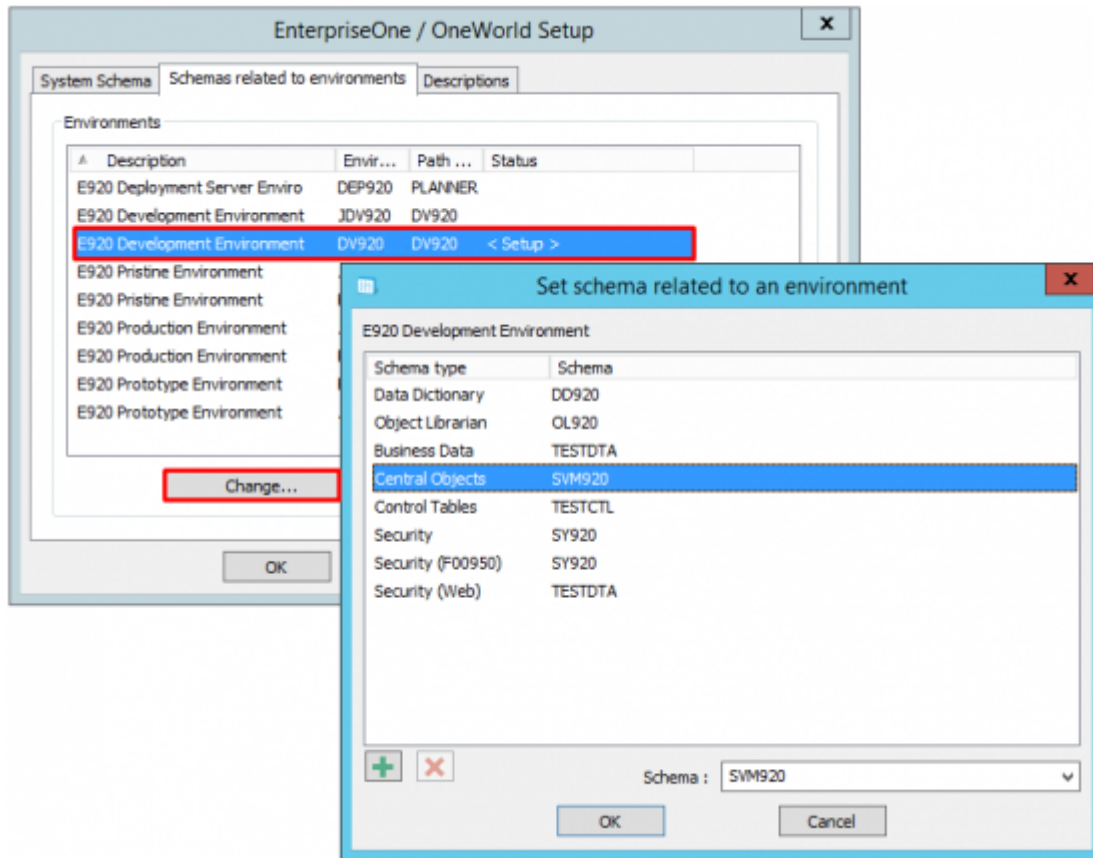 EnterpriseOne / OneWorld Setup
x
System Schema Schemas related to environments Descriptions
Environments
Description Envir... Path ... Status
E920 Deployment Server Enviro DEP920 PLANNER
E920 Development Environment JDV920 DV920
E920 Development Environment DV920 DV920 < Setup >
E920 Pristine Environment
E920 Pristine Environment
E920 Production Environment
E920 Production Environment
E920 Prototype Environment
E920 Prototype Environment
Change...
OK
Set schema related to an environment
x
E920 Development Environment
Schema type Schema
Data Dictionary DD920
Object Librarian OL920
Business Data TESTDTA
Central Objects SVM920
Control Tables TESTCTL
Security SY920
Security (F00950) SY920
Security (Web) TESTDTA
Schema : SVM920
OK Cancel